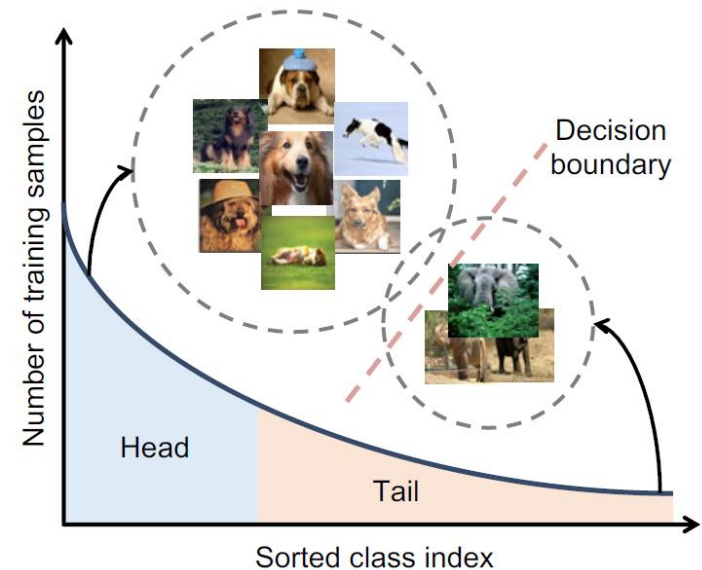 Number of training samples
Decision
boundary
Head
Tail
Sorted class index